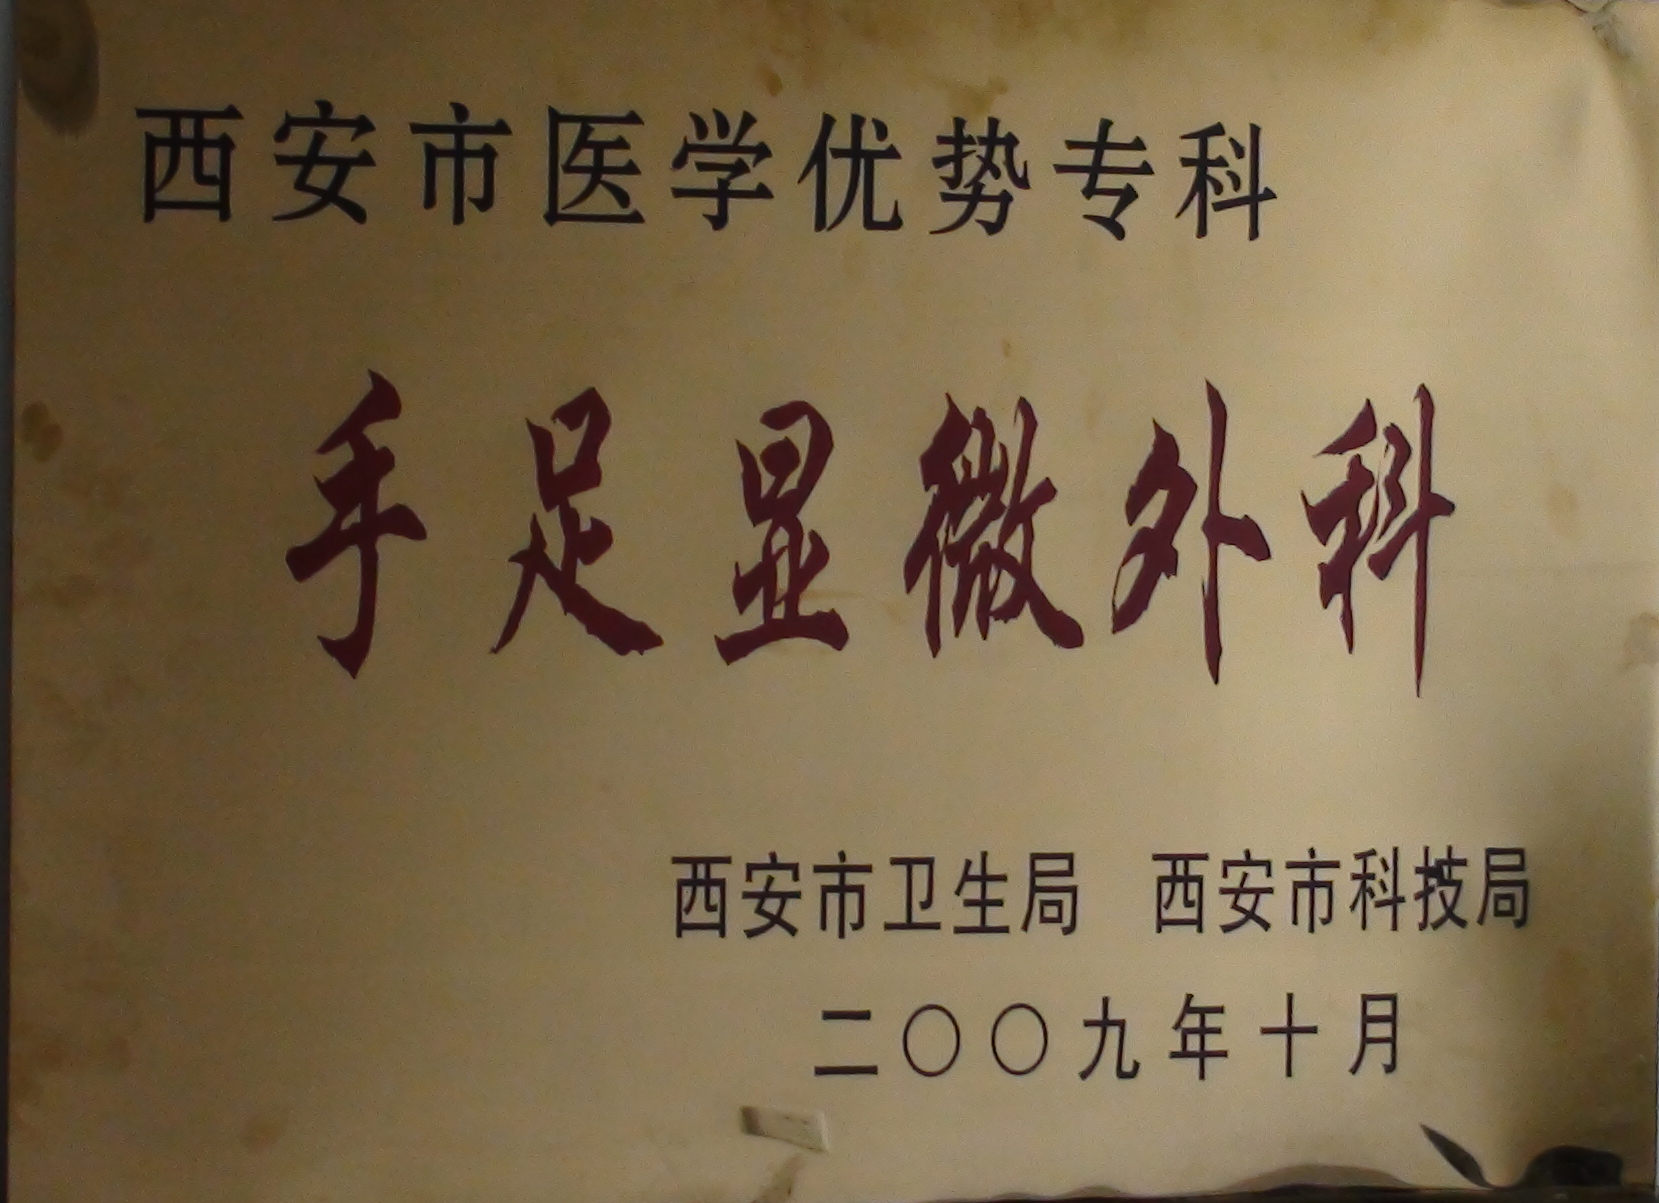 西安市医学优势专科
手足显微外科
西安市卫生局 西安市科技局
二〇〇九年十月